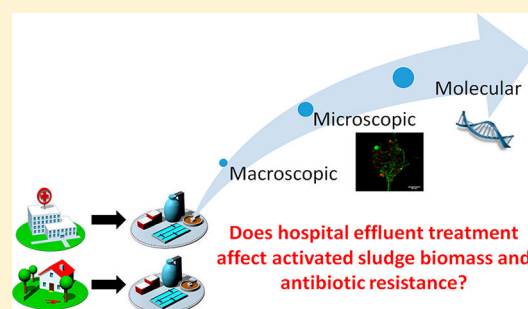 Molecular
Microscopic
Macroscopic
Does hospital effluent treatment
affect activated sludge biomass and
antibiotic resistance?